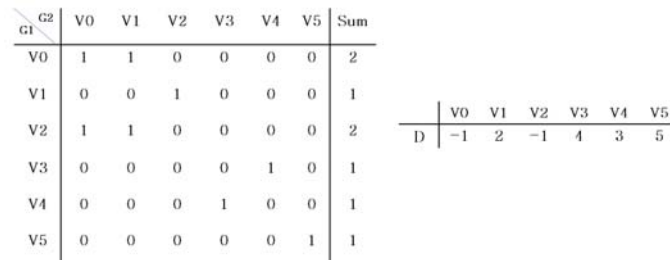 G1 G2 V0 V1 V2 V3 V4 V5 Sum
V0 1 1 0 0 0 0 2
V1 0 0 1 0 0 0 1
V2 1 1 0 0 0 0 2
V3 0 0 0 0 1 0 1
V4 0 0 0 1 0 0 1
V5 0 0 0 0 0 1 1
V0 V1 V2 V3 V4 V5
D -1 2 -1 4 3 5